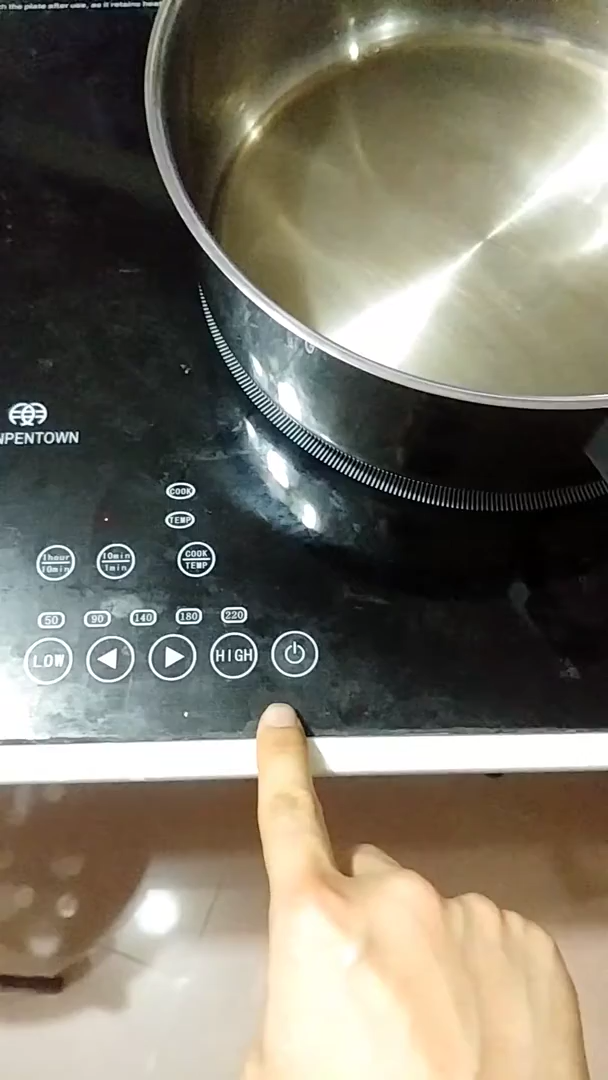 h the plate after use, as it retains hea
NPENTOWN
COOK
TEMP
1hour
10min
10min
1min
COOK
TEMP
50 90 140 180 220
LOW HIGH